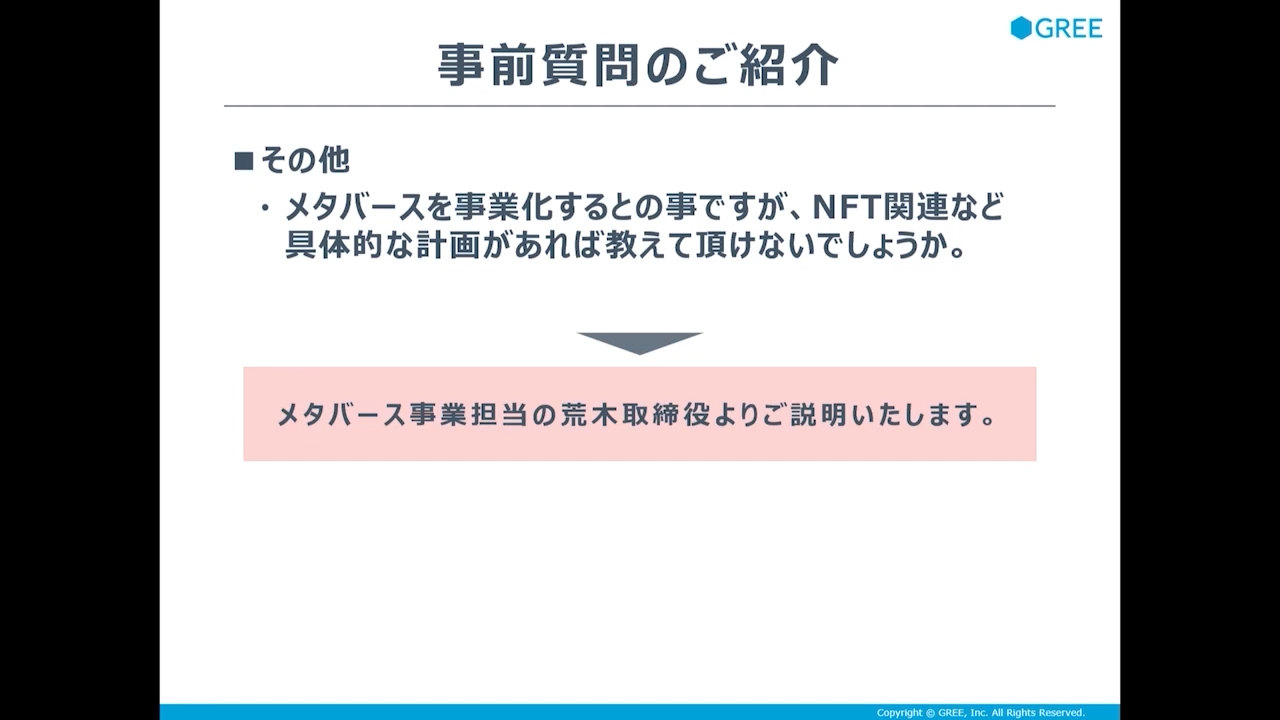 GREE
事前質問のご紹介
■その他
・メタバースを事業化するとの事ですが、NFT関連など
具体的な計画があれば教えて頂けないでしょうか。
メタバース事業担当の荒木取締役よりご説明いたします。
Copyright © GREE, Inc. All Rights Reserved.